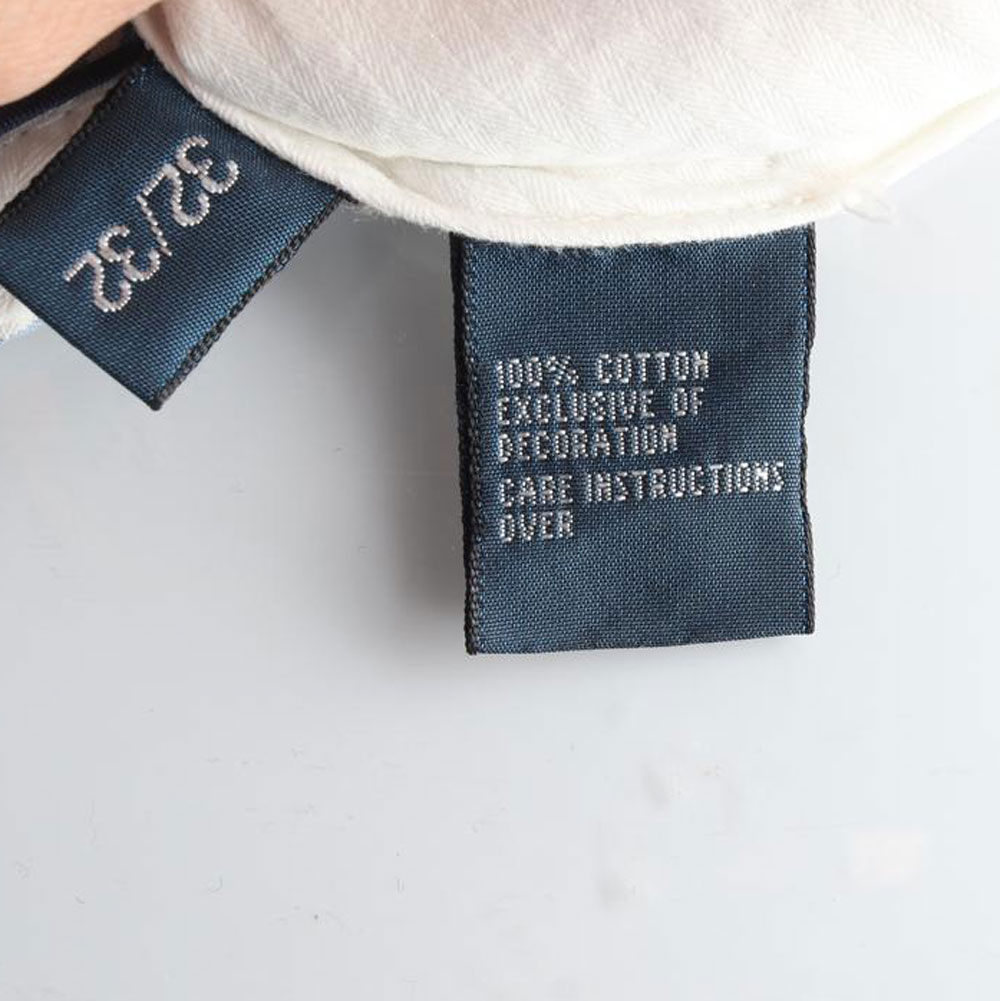 32/32
100% COTTON
EXCLUSIVE OF
DECORATION
CARE INSTRUCTIONS
OVER